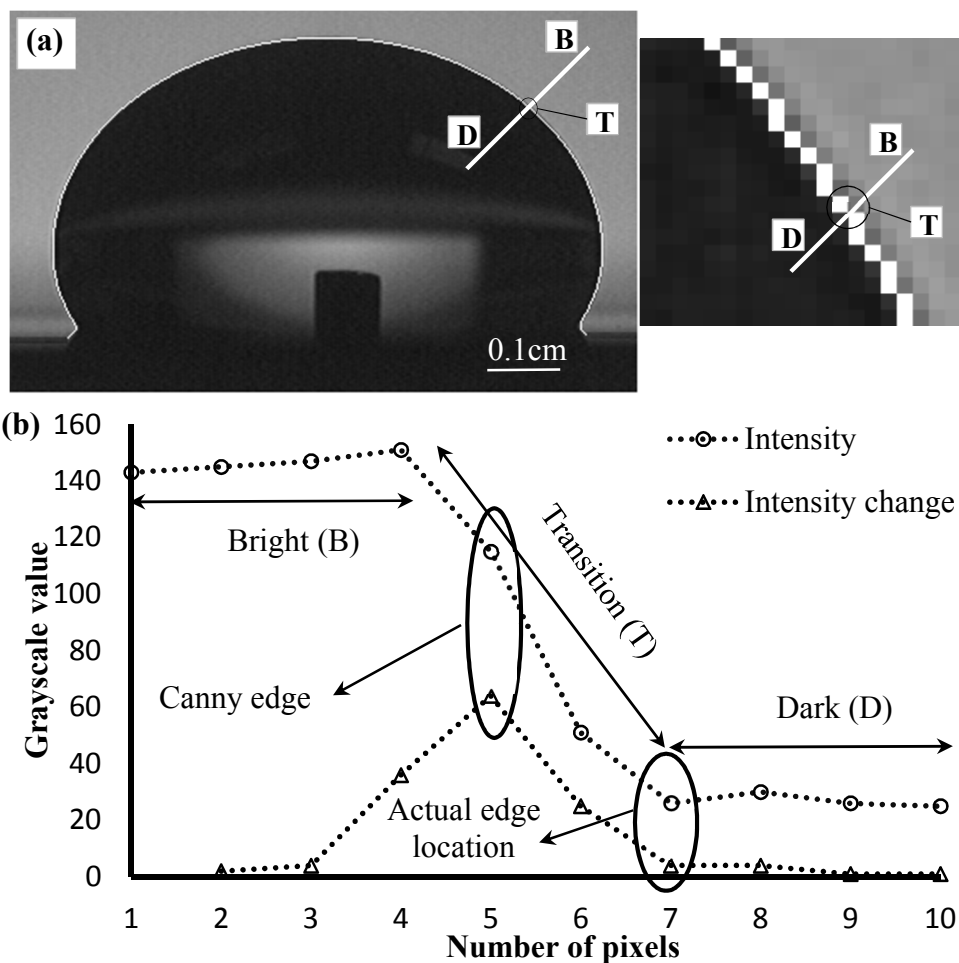 (a)
B
T
D
0.1cm
B
T
D
(b)
Grayscale value
160
140
120
100
80
60
40
20
0
Intensity
Intensity change
Bright (B)
Transition (T)
Canny edge
Dark (D)
Actual edge
location
1 2 3 4 5 6 7 8 9 10
Number of pixels